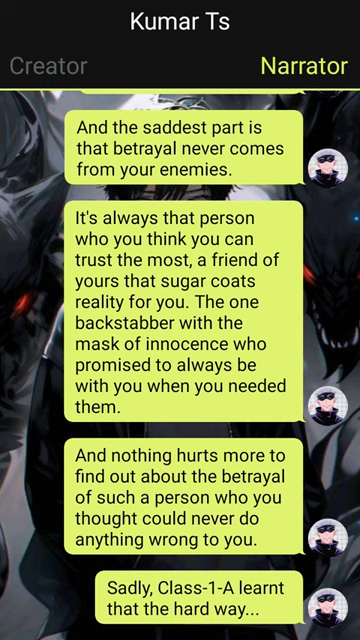 Kumar Ts
Creator
Narrator
And the saddest part is
that betrayal never comes
from your enemies.
It's always that person
who you think you can
trust the most, a friend of
yours that sugar coats
reality for you. The one
backstabber with the
mask of innocence who
promised to always be
with you when you needed
them.
And nothing hurts more to
find out about the betrayal
of such a person who you
thought could never do
anything wrong to you.
Sadly, Class-1-A learnt
that the hard way...